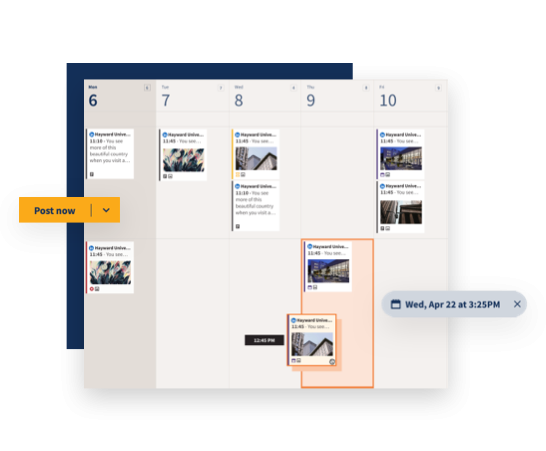 Mon
Tue
Wed
Thu
Fri
6
7
8
9
10
Hayward Unive...
11:10 - You see
more of this
beautiful country
when you visit a...
Hayward Unive...
11:45 - You see...
Hayward Unive...
11:45 - You see...
Hayward Unive...
11:45 - You see...
Hayward Unive...
11:10 - You see
more of this
beautiful country
when you visit a...
Hayward Unive...
11:45 - You see...
Post now
Hayward Unive...
11:45 - You see...
Hayward Unive...
11:45 - You see...
Wed, Apr 22 at 3:25PM
Hayward Unive...
11:45 - You see...
12:45 PM